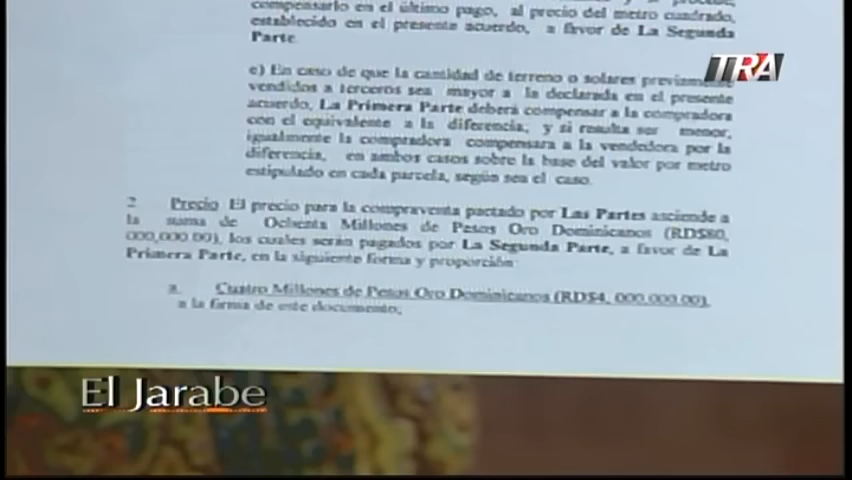 compensarlo en el último pago, al precio del metro cuadrado,
establecido en el presente acuerdo, a favor de La Segunda
Parte.
TRA
e) En caso de que la cantidad de terreno o solares previamente
vendidos a terceros sea mayor a la declarada en el presente
acuerdo, La Primera Parte deberá compensar a la compradora
con el equivalente a la diferencia; y si resulta ser menor,
igualmente la compradora compensara a la vendedora por la
diferencia, en ambos casos sobre la base del valor por metro
estipulado en cada parcela, según sea el caso.
2. Precio El precio para la compraventa pactado por Las Partes asciende a
la suma de Ochenta Millones de Pesos Oro Dominicanos (RD$80,
000,000.00), los cuales serán pagados por La Segunda Parte, a favor de La
Primera Parte, en la siguiente forma y proporción:
a. Cuatro Millones de Pesos Oro Dominicanos (RD$4, 000,000.00),
a la firma de este documento;
El Jarabe